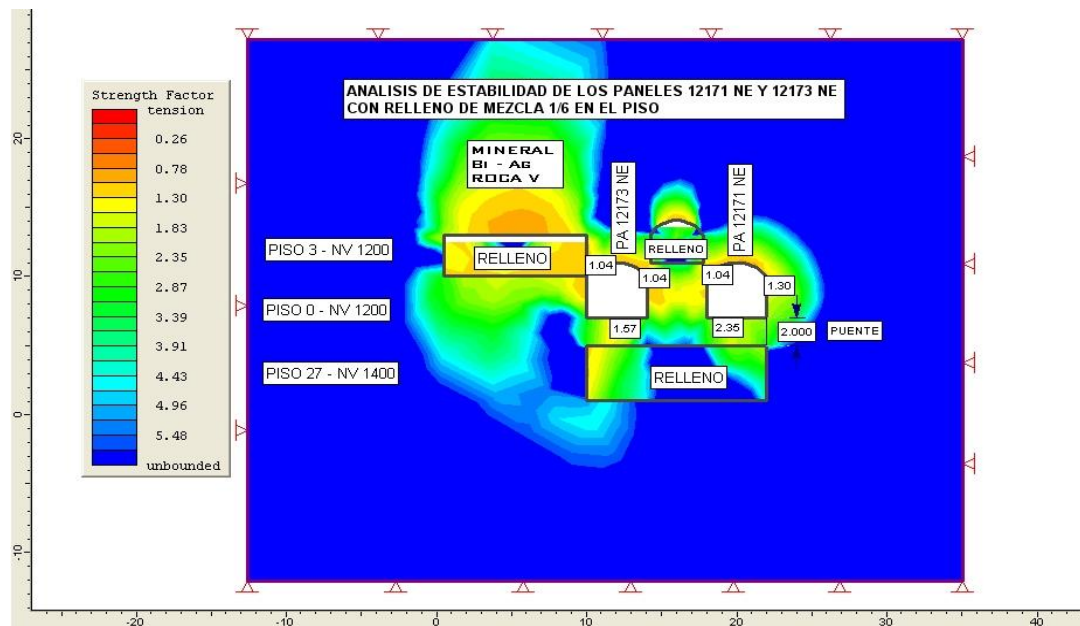 Strength Factor
tension
0.26
0.78
1.30
1.83
2.35
2.87
3.39
3.91
4.43
4.96
5.48
unbounded
ANALISIS DE ESTABILIDAD DE LOS PANELES 12171 NE Y 12173 NE
CON RELLENO DE MEZCLA 1/6 EN EL PISO
MINERAL
Bi - Ag
ROCA V
PA 12173 NE
PA 12171 NE
PISO 3 - NV 1200
RELLENO
RELLENO
1.04
1.04
1.04
1.30
PISO 0 - NV 1200
1.57
2.35
2.000
PUENTE
PISO 27 - NV 1400
RELLENO
20
10
0
-10
-20
-10
0
10
20
30
40